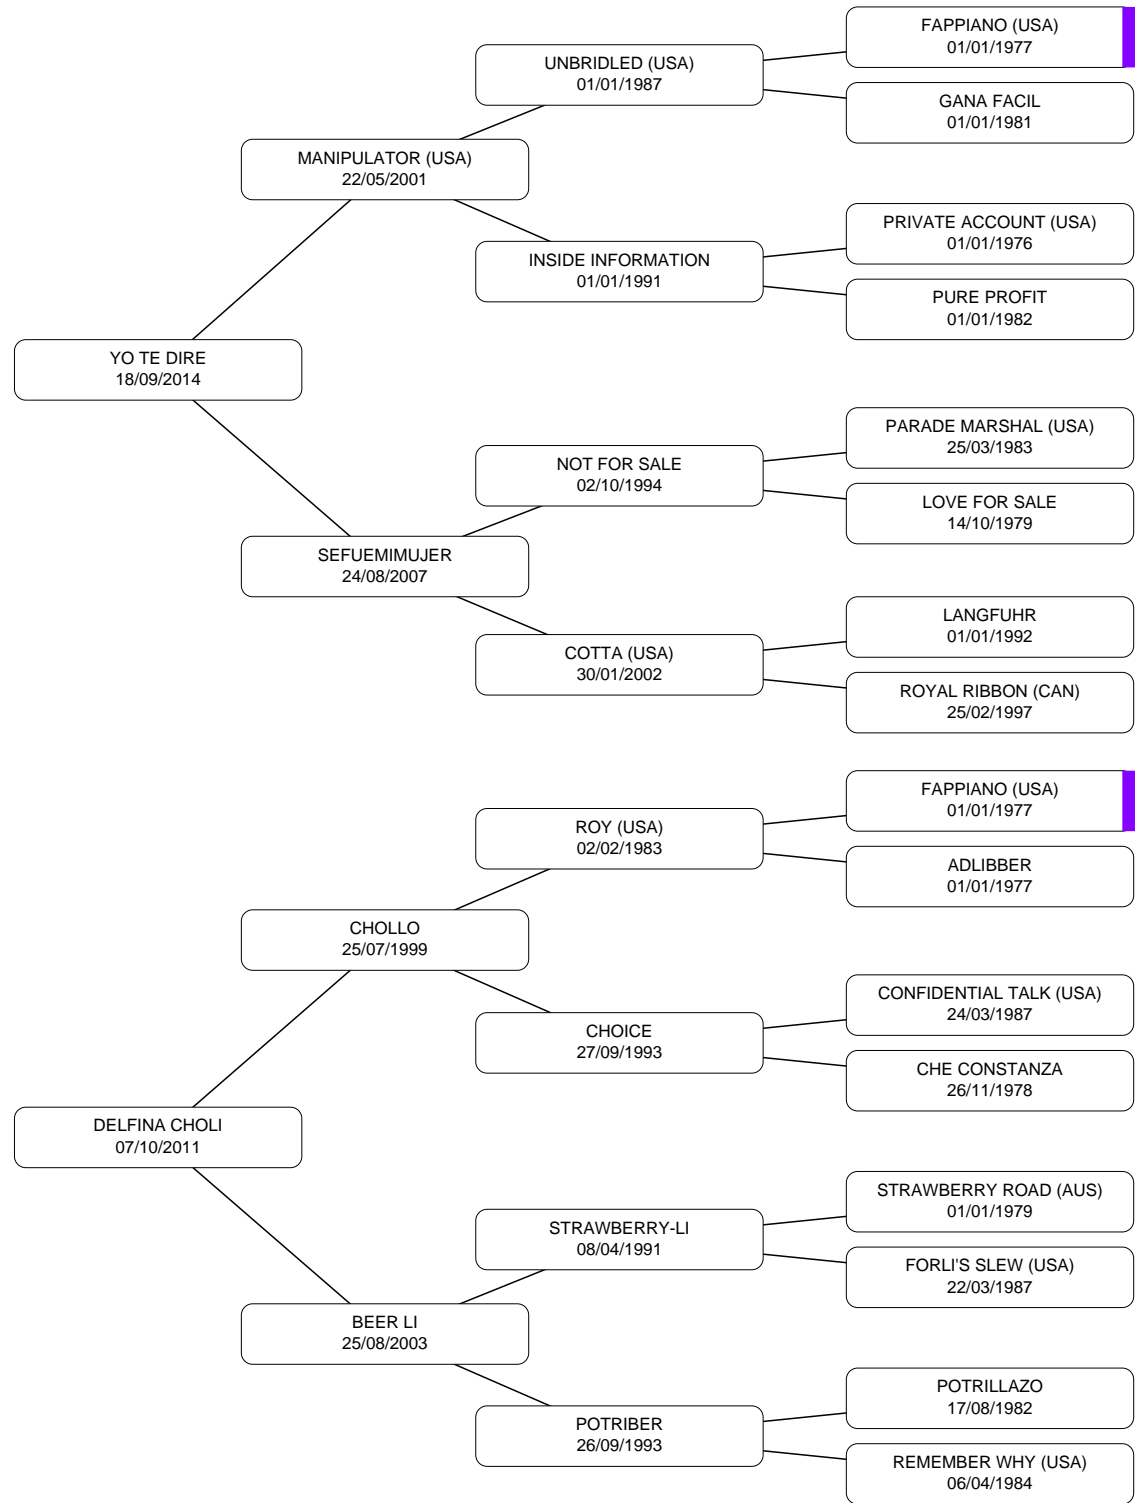 FAPPIANO (USA)
01/01/1977
UNBRIDLED (USA)
01/01/1987
GANA FACIL
01/01/1981
MANIPULATOR (USA)
22/05/2001
PRIVATE ACCOUNT (USA)
01/01/1976
INSIDE INFORMATION
01/01/1991
PURE PROFIT
01/01/1982
YO TE DIRE
18/09/2014
PARADE MARSHAL (USA)
25/03/1983
NOT FOR SALE
02/10/1994
LOVE FOR SALE
14/10/1979
SEFUEMIMUJER
24/08/2007
LANGFUHR
01/01/1992
COTTA (USA)
30/01/2002
ROYAL RIBBON (CAN)
25/02/1997
FAPPIANO (USA)
01/01/1977
ROY (USA)
02/02/1983
ADLIBBER
01/01/1977
CHOLLO
25/07/1999
CONFIDENTIAL TALK (USA)
24/03/1987
CHOICE
27/09/1993
CHE CONSTANZA
26/11/1978
DELFINA CHOLI
07/10/2011
STRAWBERRY ROAD (AUS)
01/01/1979
STRAWBERRY-LI
08/04/1991
FORLI'S SLEW (USA)
22/03/1987
BEER LI
25/08/2003
POTRILLAZO
17/08/1982
POTRIBER
26/09/1993
REMEMBER WHY (USA)
06/04/1984